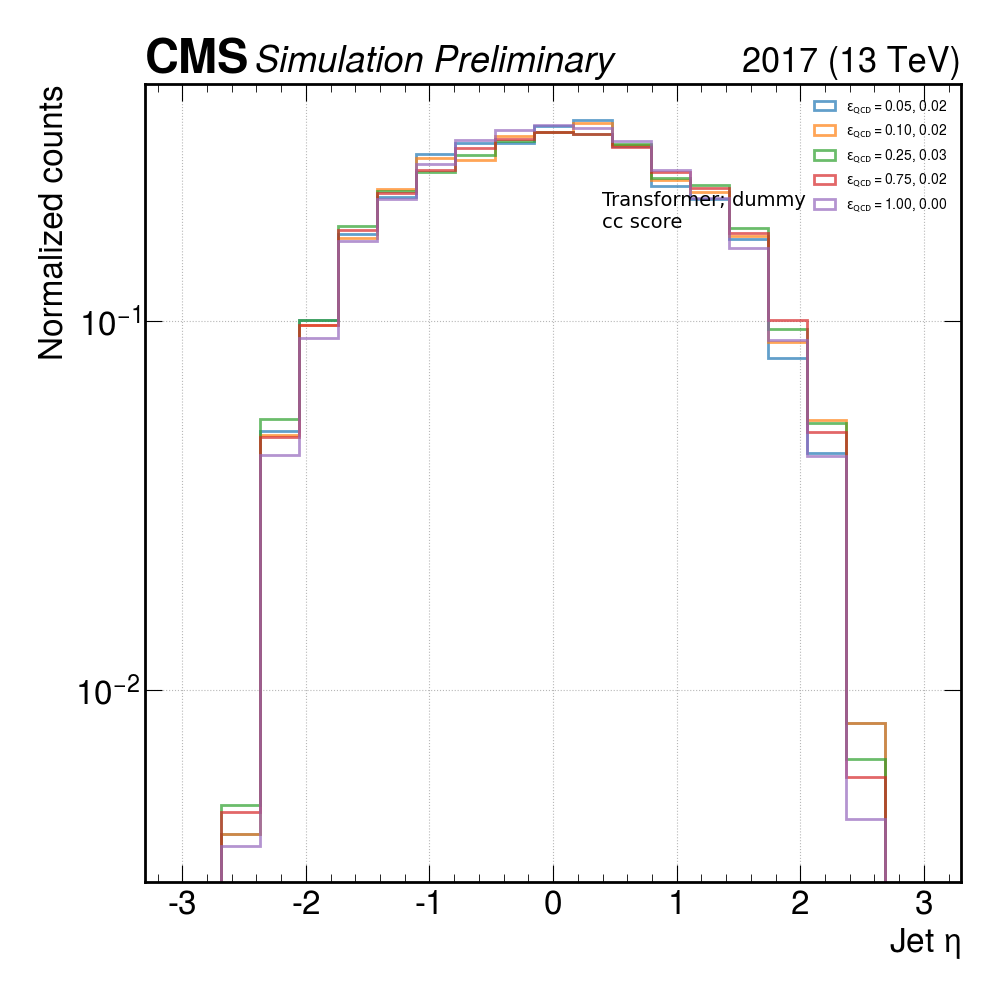 CMS Simulation Preliminary 2017 (13 TeV)
Normalized counts
ε_QCD = 0.05, 0.02
ε_QCD = 0.10, 0.02
ε_QCD = 0.25, 0.03
ε_QCD = 0.75, 0.02
ε_QCD = 1.00, 0.00
Transformer; dummy
cc score
10⁻¹
10⁻²
-3 -2 -1 0 1 2 3
Jet η